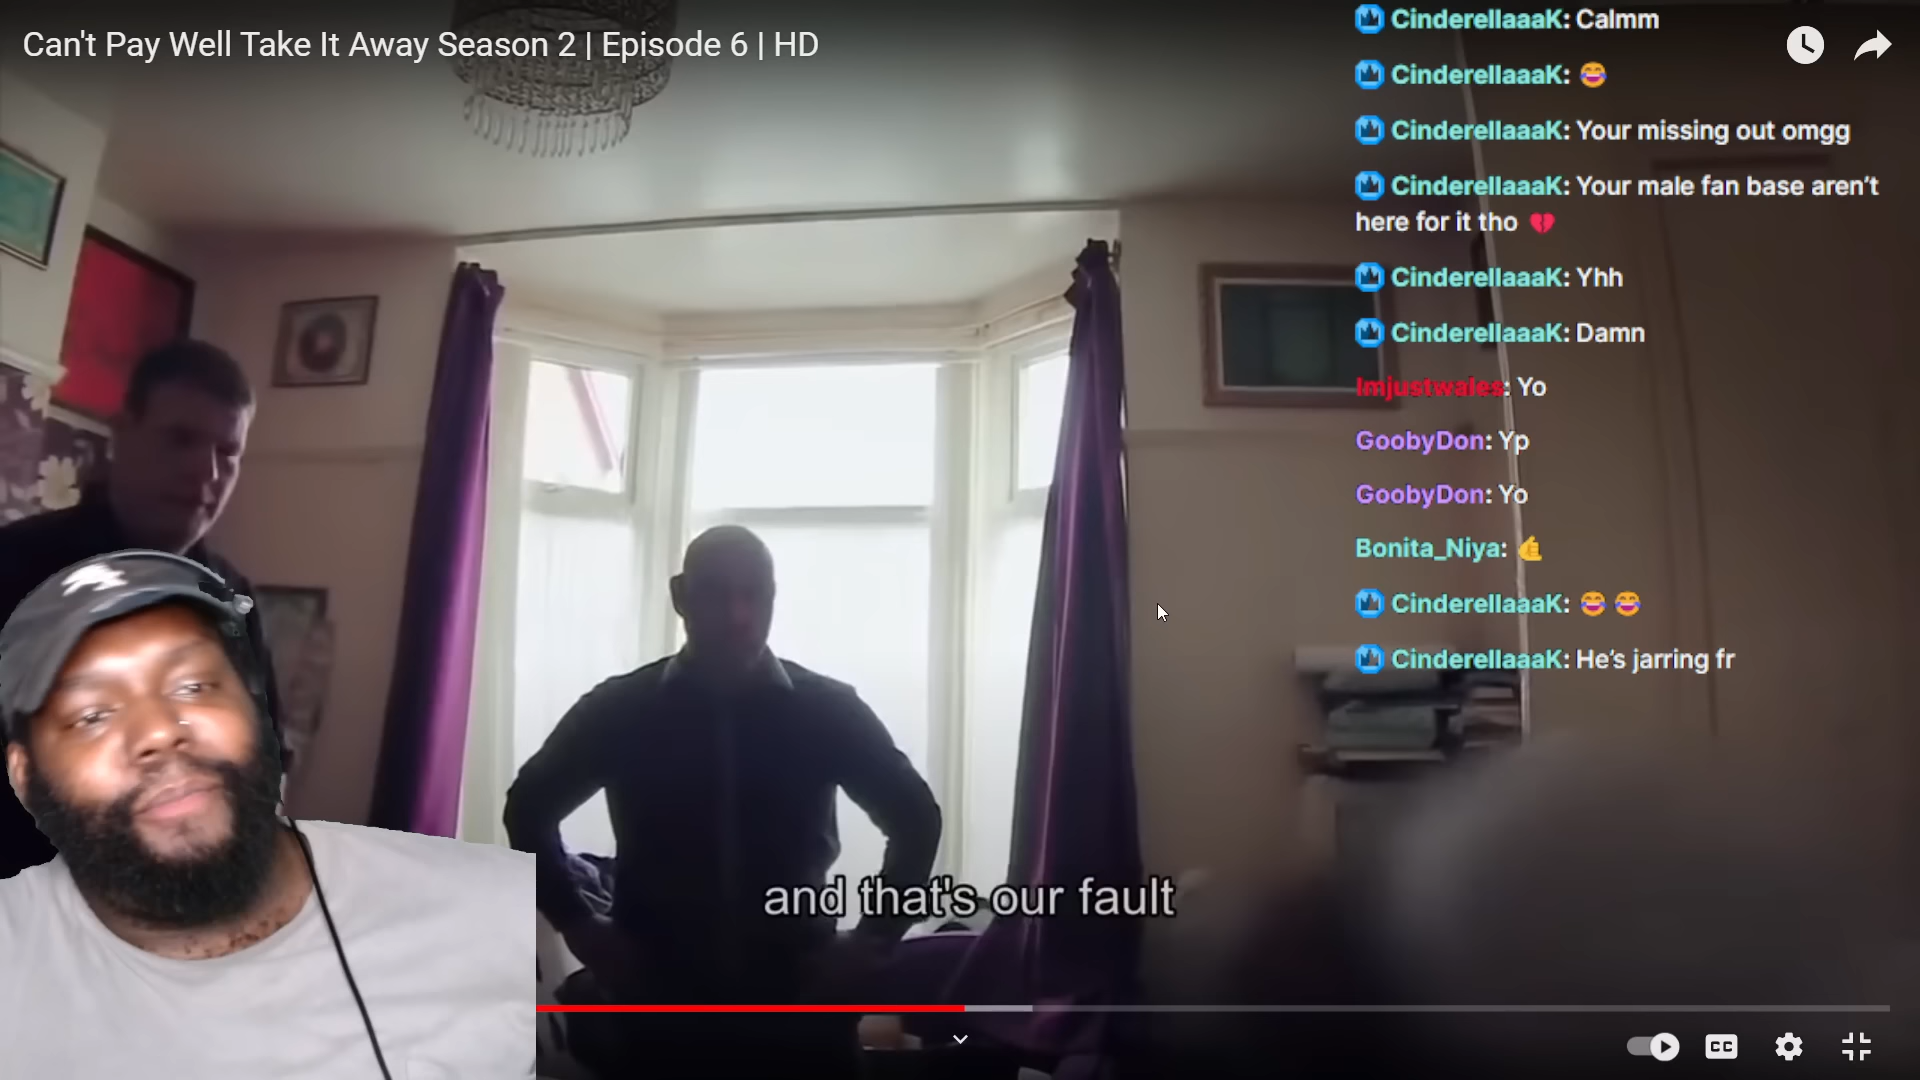 Can't Pay Well Take It Away Season 2 | Episode 6 | HD
CinderellaaaK: Calmm
CinderellaaaK: 😂
CinderellaaaK: Your missing out omgg
CinderellaaaK: Your male fan base aren't
here for it tho 💔
CinderellaaaK: Yhh
CinderellaaaK: Damn
Imjustwales: Yo
GoobyDon: Yp
GoobyDon: Yo
Bonita_Niya: 🤙
CinderellaaaK: 😂 😂
CinderellaaaK: He's jarring fr
and that's our fault
CC